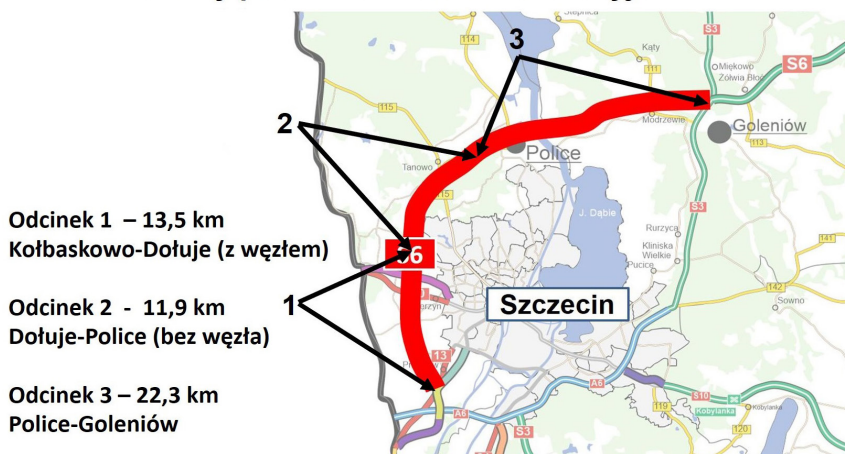 3
S3
Kąty
Miękowo
Żółwia Błoć
S6
114
111
115
2
Goleniów
Modrzewie
113
Police
Tanowo
S3
J. Dąbie
Odcinek 1 – 13,5 km
Kołbaskowo-Dołuje (z węzłem)
Rurzyca
141
Kliniska
Wielkie
Pucice
142
Sowno
1
Szczecin
Odcinek 2 - 11,9 km
Dołuje-Police (bez węzła)
13
Odcinek 3 – 22,3 km
Police-Goleniów
A6
A6
S10
Kobylanka
Kobylanka
119
120
S3